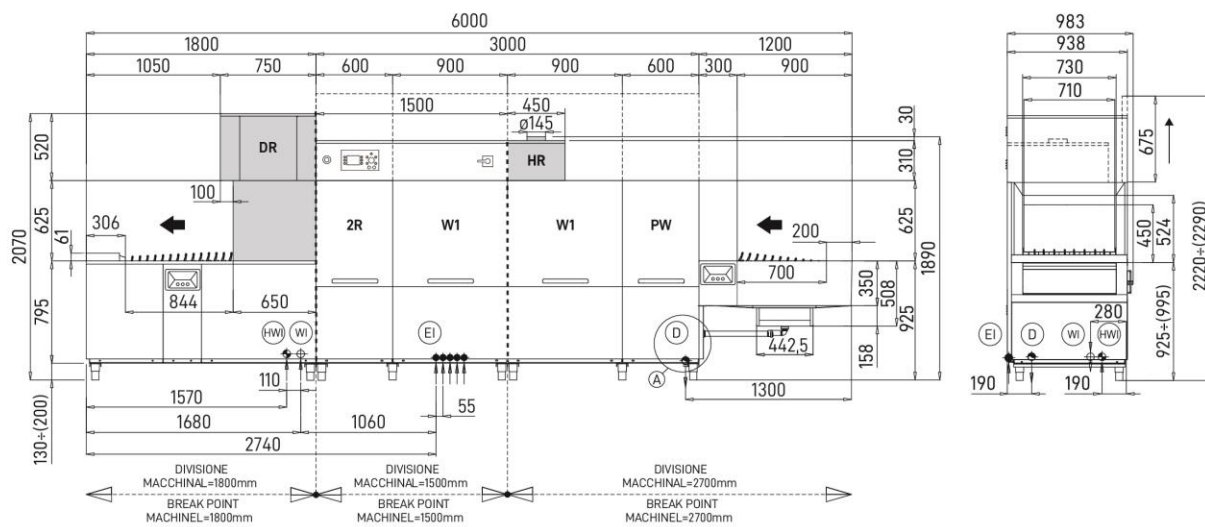 6000 983
1800 3000 1200 938
1050 750 600 900 900 600 300 900 730
1500 450 710
ø145 30
520 DR HR 310 675
100
306 2R W1 W1 PW 200
61 625 625 450 524
2070 1890 2220÷(2290)
700
844 650 350 508
795 925 280 925÷(995)
HWI WI EI D EI D WI HWI
442,5 158
110 A
1570 55 1300 190 190
1680 1060
130÷(200) 2740
DIVISIONE DIVISIONE DIVISIONE
MACCHINAL=1800mm MACCHINAL=1500mm MACCHINAL=2700mm
BREAK POINT BREAK POINT BREAK POINT
MACHINEL=1800mm MACHINEL=1500mm MACHINEL=2700mm